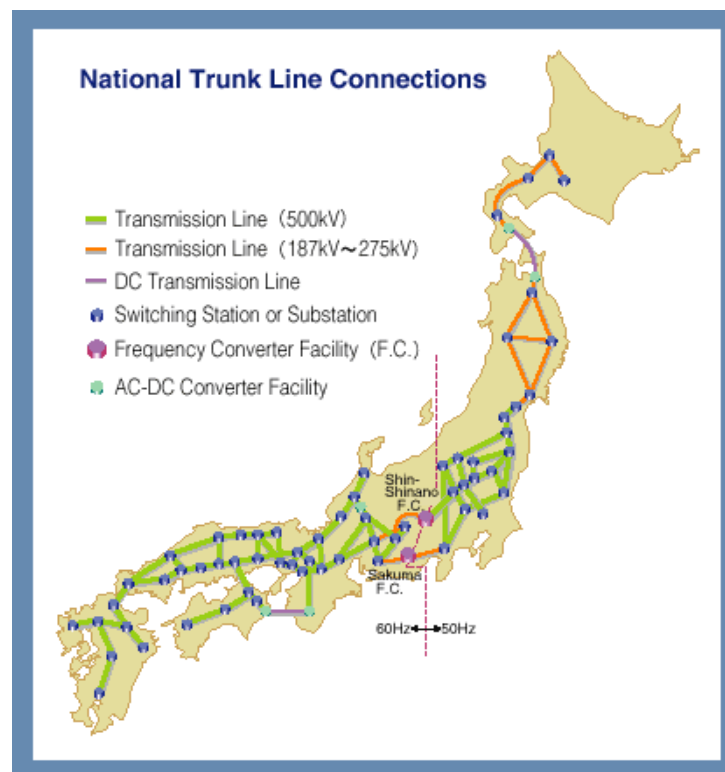 National Trunk Line Connections
Transmission Line (500kV)
Transmission Line (187kV～275kV)
DC Transmission Line
Switching Station or Substation
Frequency Converter Facility (F.C.)
AC-DC Converter Facility
Shin-
Shinano
F.C.
Sakuma
F.C.
60Hz 50Hz